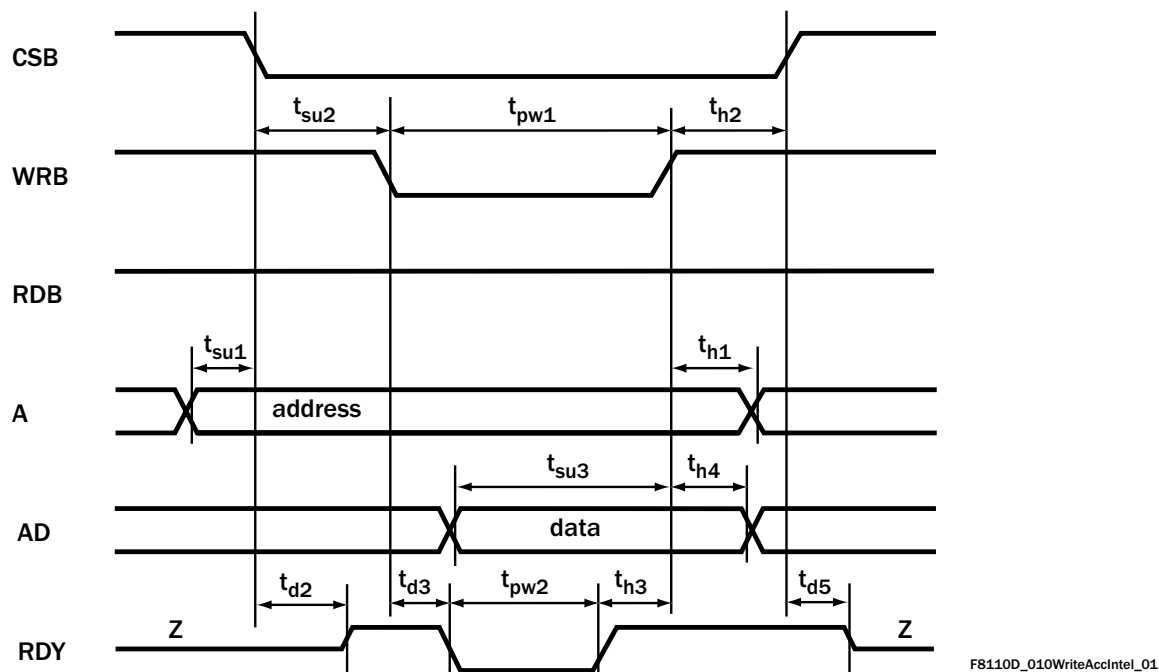 CSB
tsu2 tpw1 th2
WRB
RDB
tsu1 th1
A address
tsu3 th4
AD data
td2 td3 tpw2 th3 td5
RDY Z Z
F8110D_010WriteAccIntel_01